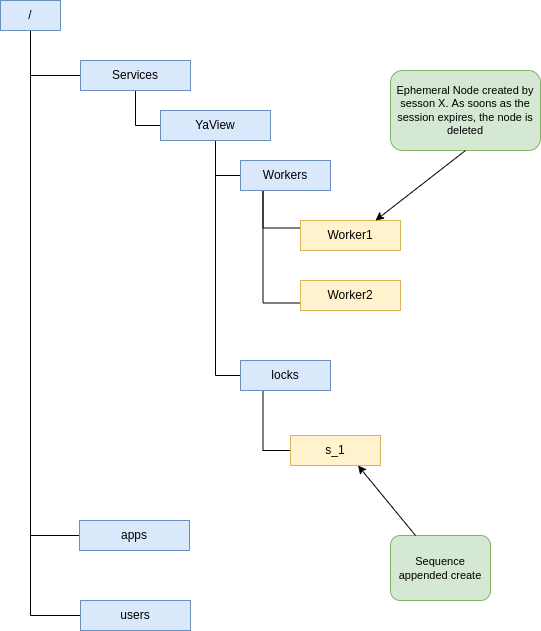 /
Services
YaView
Ephemeral Node created by
sesson X. As soons as the
session expires, the node is
deleted
Workers
Worker1
Worker2
locks
s_1
apps
Sequence
appended create
users